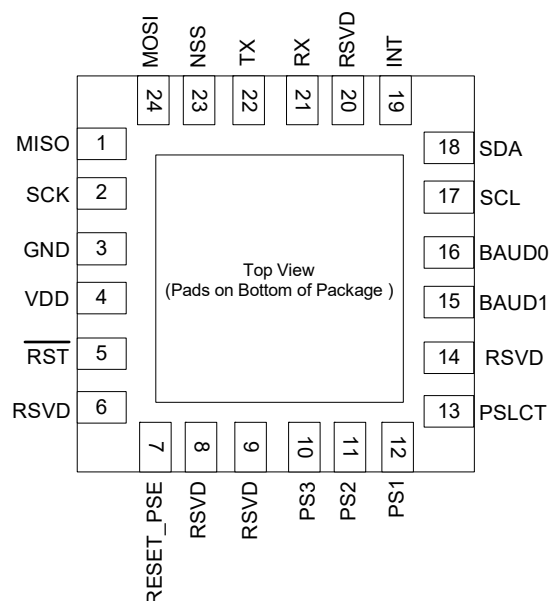 MOSI
NSS
TX
RX
RSVD
INT
24
23
22
21
20
19
MISO 1
SCK 2
GND 3
VDD 4
RST 5
RSVD 6
18 SDA
17 SCL
16 BAUD0
15 BAUD1
14 RSVD
13 PSLCT
Top View
(Pads on Bottom of Package )
7
8
9
10
11
12
RESET_PSE
RSVD
RSVD
PS3
PS2
PS1